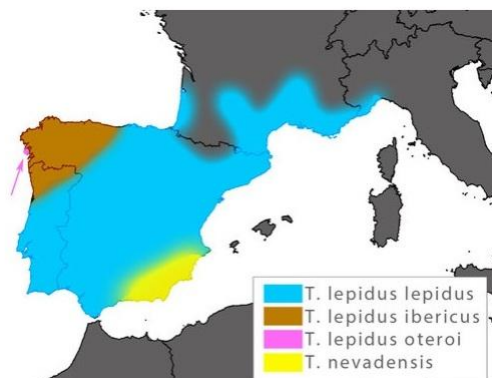 T. lepidus lepidus
T. lepidus ibericus
T. lepidus oteroi
T. nevadensis